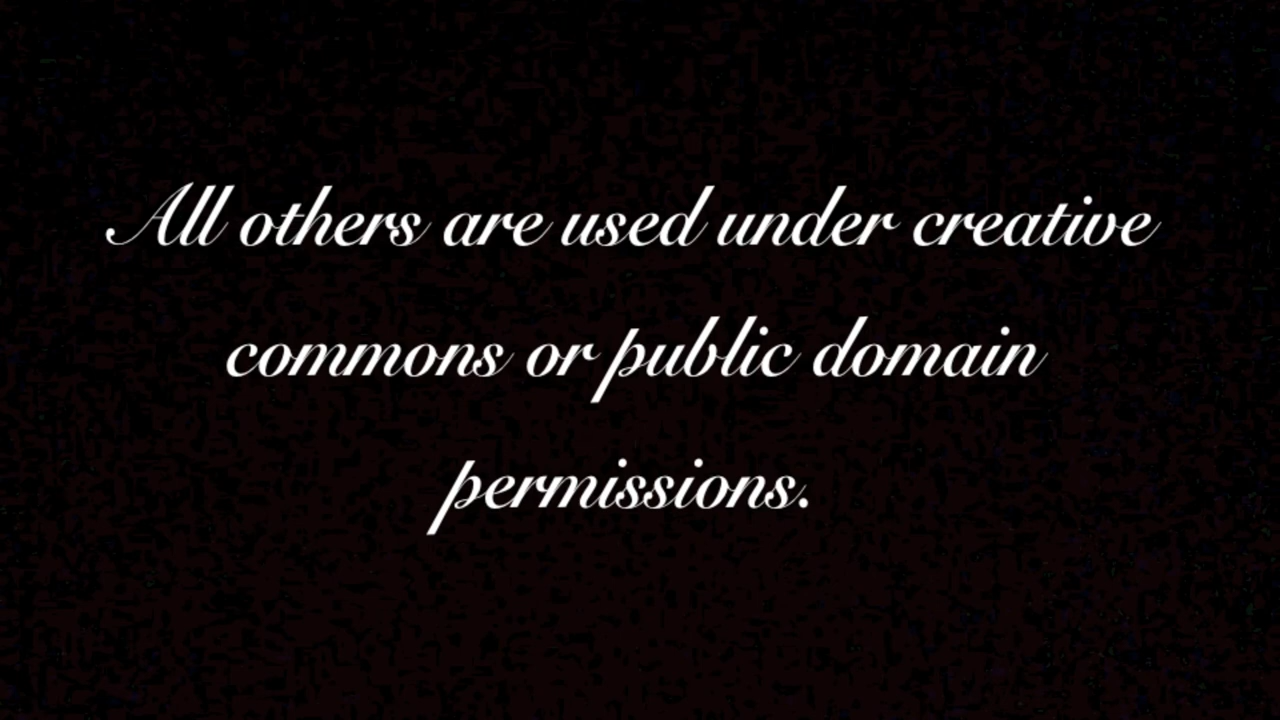 All others are used under creative
commons or public domain
permissions.